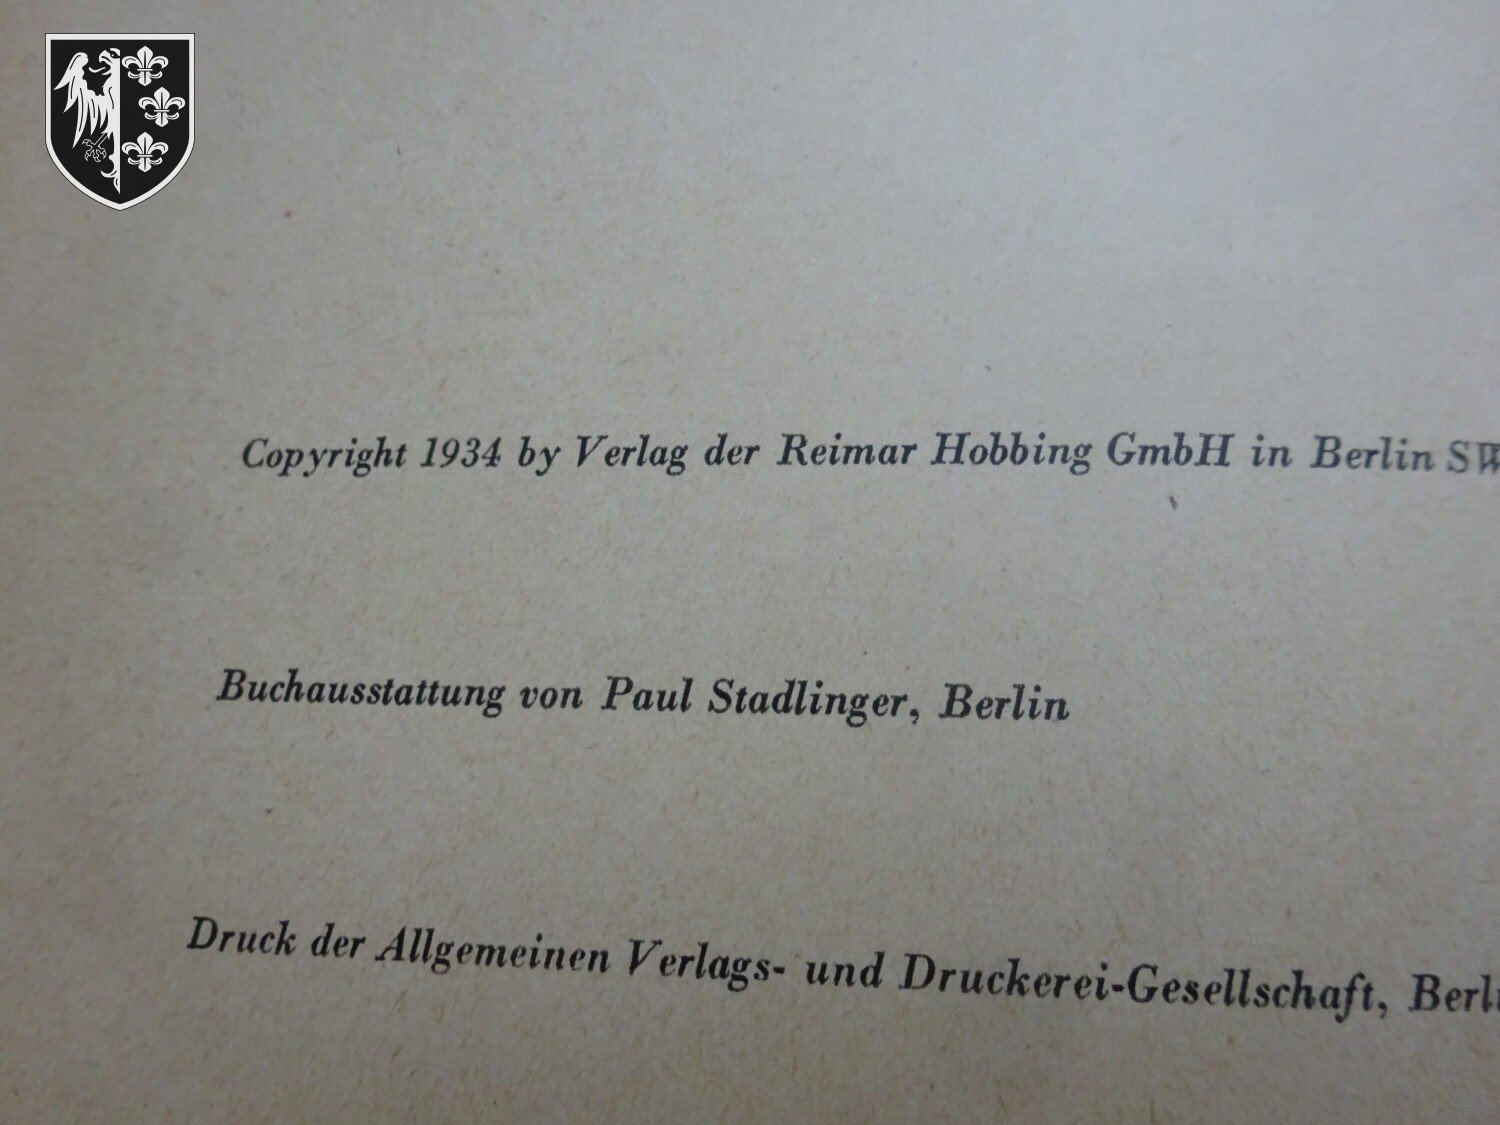 Copyright 1934 by Verlag der Reimar Hobbing GmbH in Berlin SW
Buchausstattung von Paul Stadlinger, Berlin
Druck der Allgemeinen Verlags- und Druckerei-Gesellschaft,